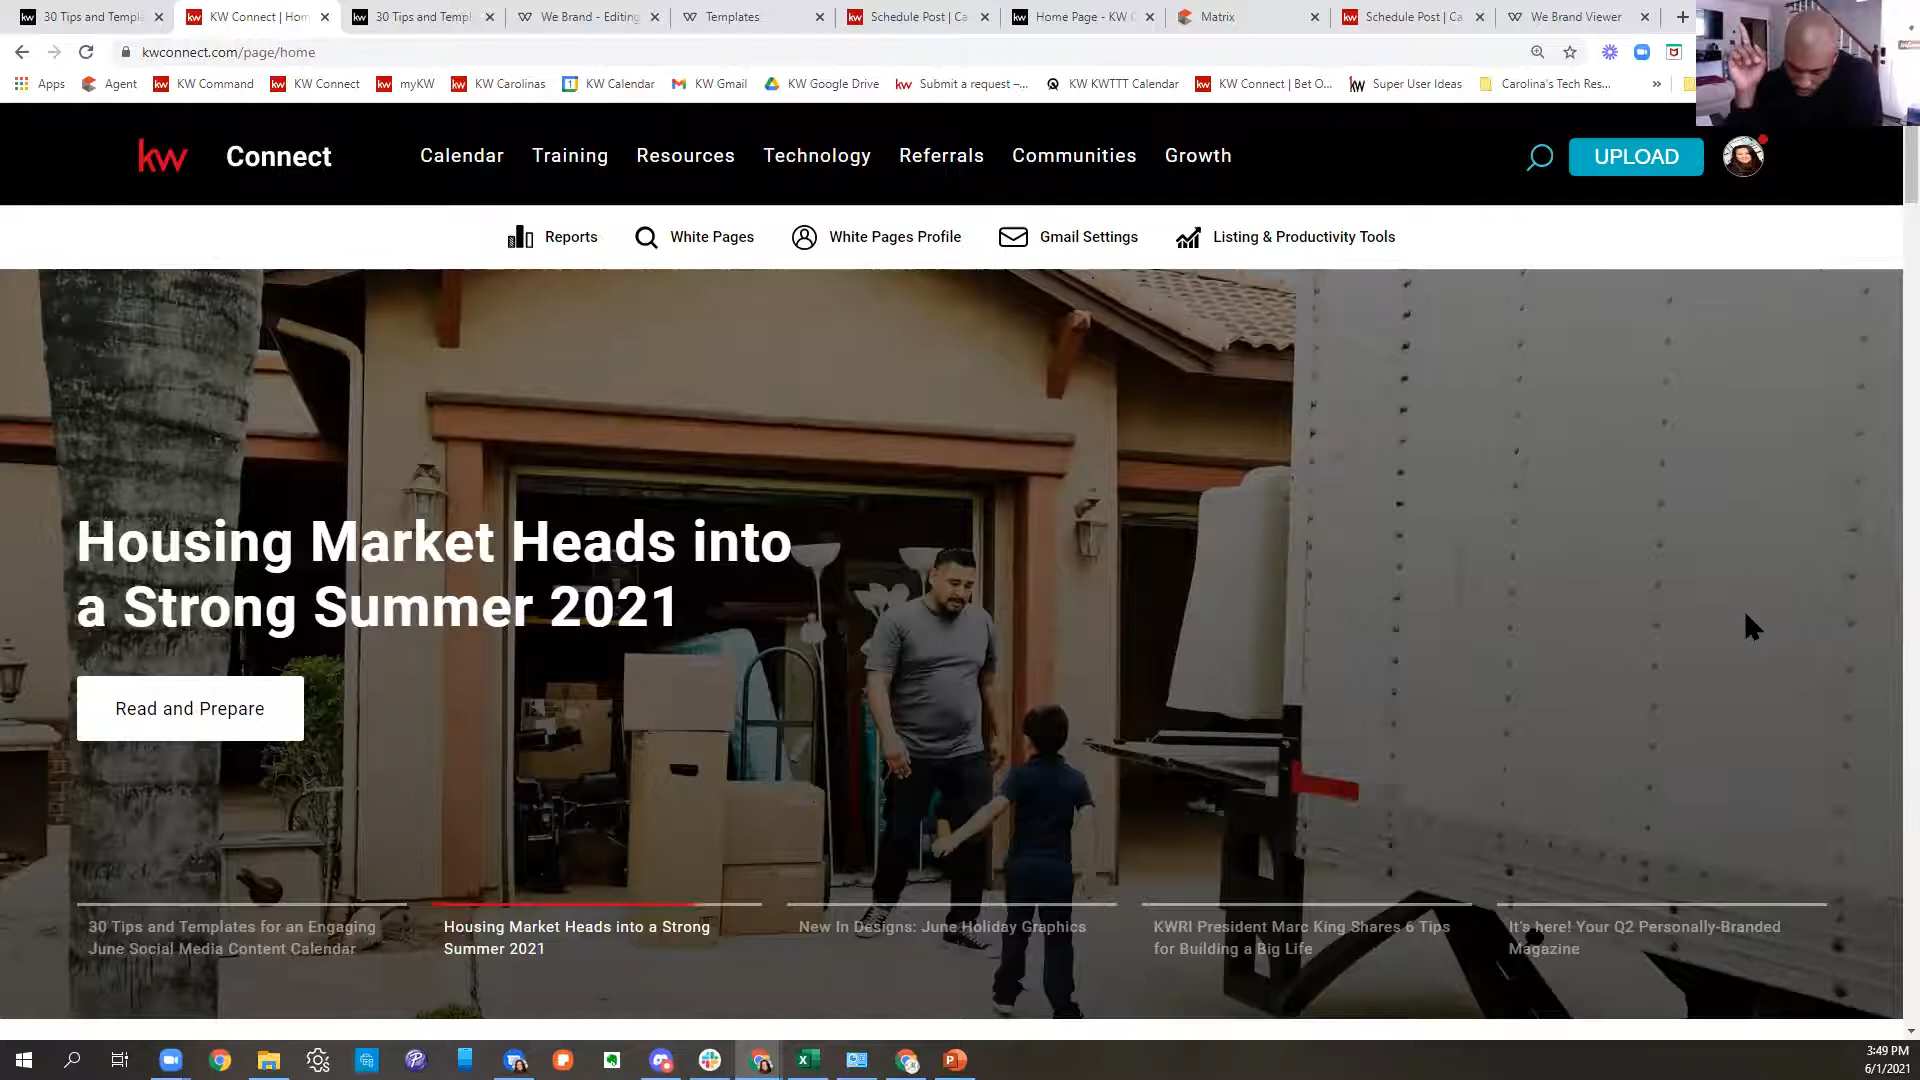 30 Tips and Templa
KW Connect | Hom
30 Tips and Templ
We Brand - Editing
Templates
Schedule Post | Ca
Home Page - KW C
Matrix
Schedule Post | Ca
We Brand Viewer
kwconnect.com/page/home
Apps
Agent
kw KW Command
kw KW Connect
kw myKW
kw KW Carolinas
KW Calendar
KW Gmail
KW Google Drive
kw Submit a request –...
KW KWTTT Calendar
kw KW Connect | Bet O...
Super User Ideas
Carolina's Tech Res...
»
kw Connect
Calendar
Training
Resources
Technology
Referrals
Communities
Growth
UPLOAD
Reports
White Pages
White Pages Profile
Gmail Settings
Listing & Productivity Tools
Housing Market Heads into
a Strong Summer 2021
Read and Prepare
30 Tips and Templates for an Engaging
June Social Media Content Calendar
Housing Market Heads into a Strong
Summer 2021
New In Designs: June Holiday Graphics
KWRI President Marc King Shares 6 Tips
for Building a Big Life
It's here! Your Q2 Personally-Branded
Magazine
3:49 PM
6/1/2021